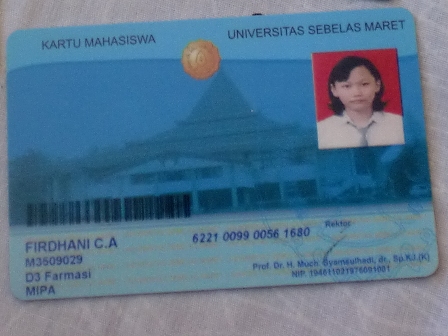 KARTU MAHASISWA
UNIVERSITAS SEBELAS MARET
FIRDHANI C.A
M3509029
D3 Farmasi
MIPA
6221 0099 0056 1680
Rektor
Prof. Dr. H. Much. Syamsulhadi, dr., Sp.KJ.(K)
NIP. 194611021976091001